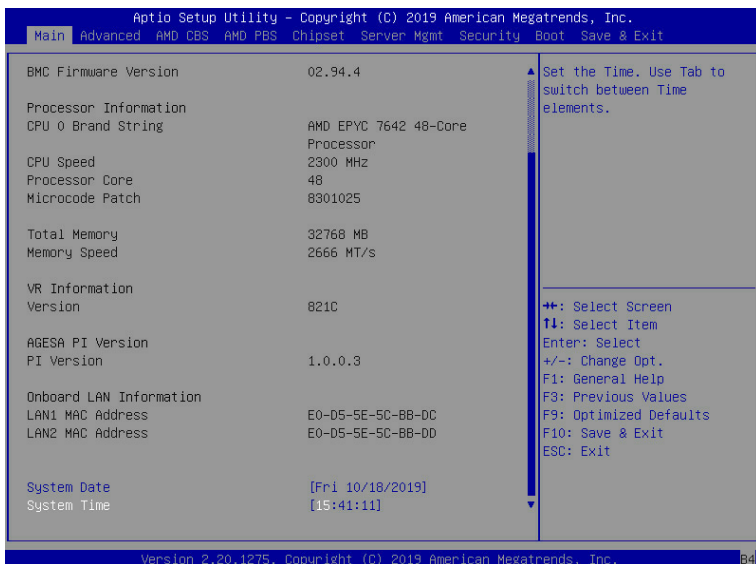 Aptio Setup Utility – Copyright (C) 2019 American Megatrends, Inc.
Main Advanced AMD CBS AMD PBS Chipset Server Mgmt Security Boot Save & Exit
BMC Firmware Version 02.94.4
Processor Information
CPU 0 Brand String AMD EPYC 7642 48-Core
Processor
CPU Speed 2300 MHz
Processor Core 48
Microcode Patch 8301025
Total Memory 32768 MB
Memory Speed 2666 MT/s
VR Information
Version 821C
AGESA PI Version
PI Version 1.0.0.3
Onboard LAN Information
LAN1 MAC Address E0-D5-5E-5C-BB-DC
LAN2 MAC Address E0-D5-5E-5C-BB-DD
System Date [Fri 10/18/2019]
System Time [15:41:11]
Set the Time. Use Tab to
switch between Time
elements.
→←: Select Screen
↑↓: Select Item
Enter: Select
+/-: Change Opt.
F1: General Help
F3: Previous Values
F9: Optimized Defaults
F10: Save & Exit
ESC: Exit
Version 2.20.1275. Copyright (C) 2019 American Megatrends, Inc.
B4